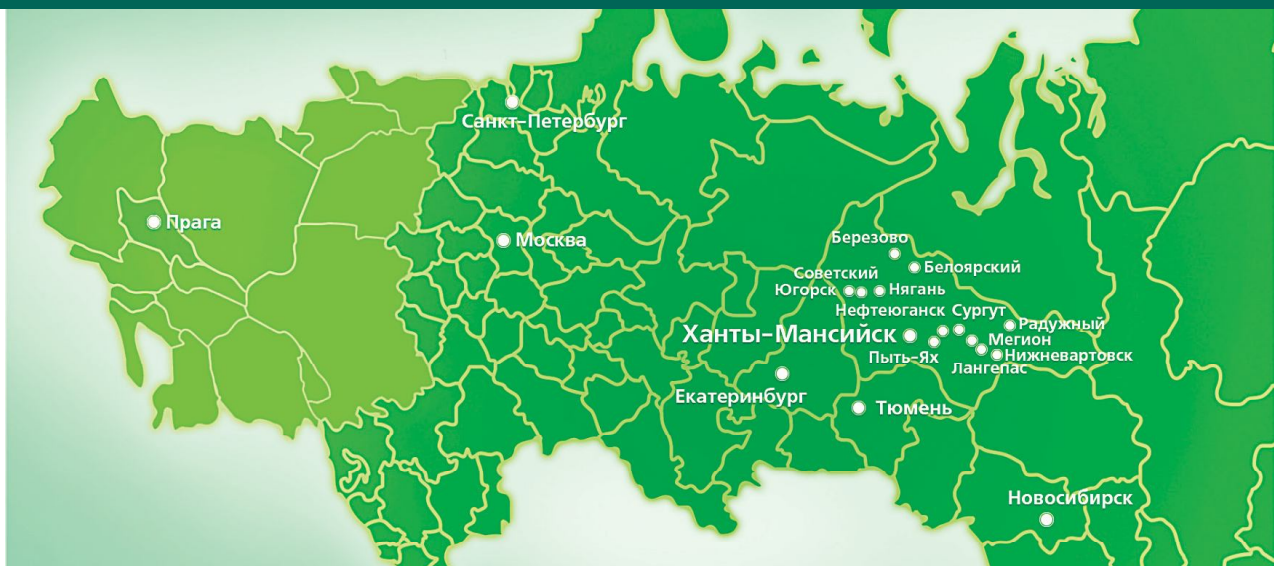 Санкт-Петербург
Прага
Москва
Березово
Белоярский
Советский
Югорск
Нягань
Нефтеюганск
Сургут
Радужный
Ханты-Мансийск
Мегион
Пыть-Ях
Нижневартовск
Лангепас
Екатеринбург
Тюмень
Новосибирск